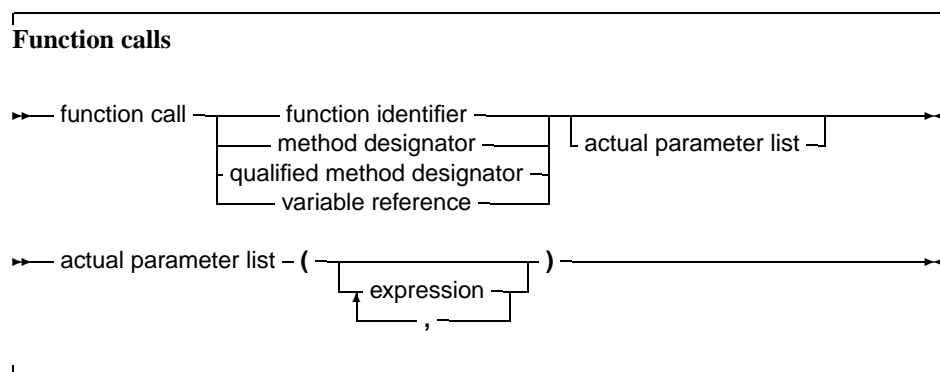 Function calls
function call function identifier
method designator actual parameter list
qualified method designator
variable reference
actual parameter list ( )
expression
,